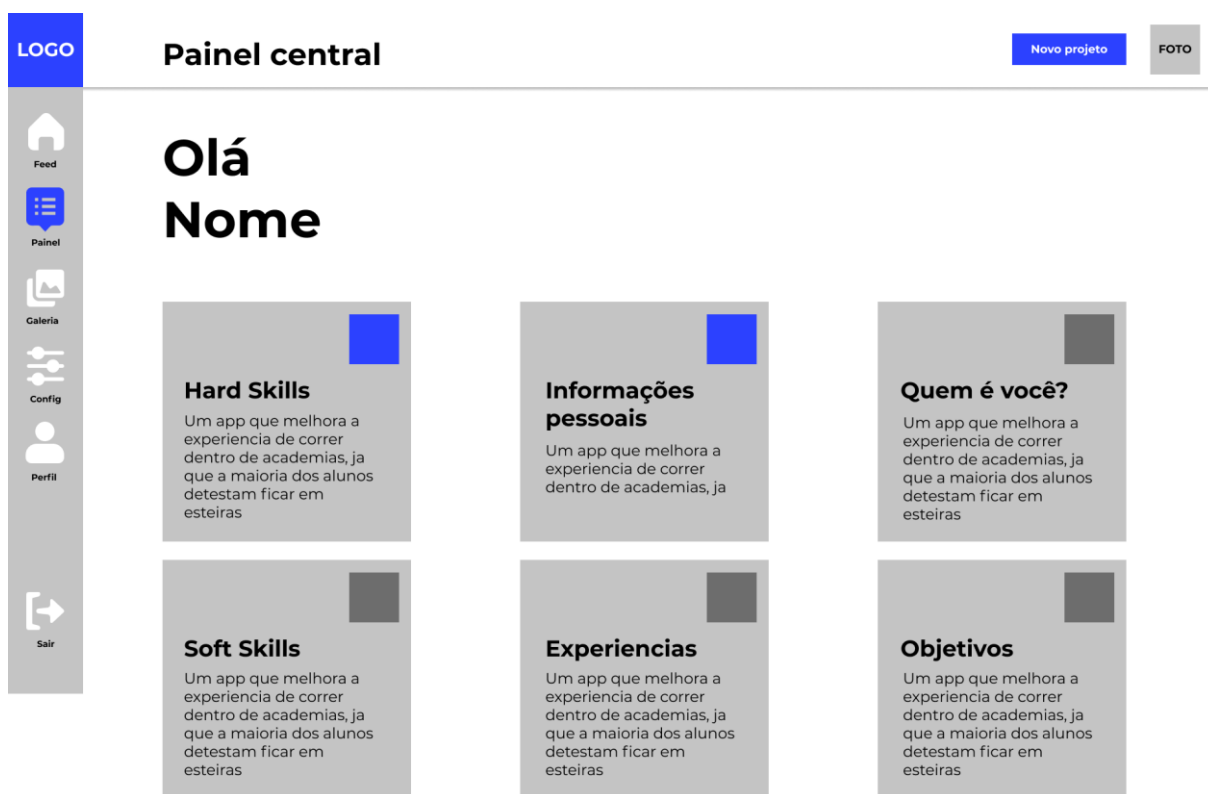 LOGO
Painel central
Novo projeto
FOTO
Feed
Painel
Galeria
Config
Perfil
Sair
Olá
Nome
Hard Skills
Um app que melhora a
experiencia de correr
dentro de academias, ja
que a maioria dos alunos
detestam ficar em
esteiras
Informações
pessoais
Um app que melhora a
experiencia de correr
dentro de academias, ja
Quem é você?
Um app que melhora a
experiencia de correr
dentro de academias, ja
que a maioria dos alunos
detestam ficar em
esteiras
Soft Skills
Um app que melhora a
experiencia de correr
dentro de academias, ja
que a maioria dos alunos
detestam ficar em
esteiras
Experiencias
Um app que melhora a
experiencia de correr
dentro de academias, ja
que a maioria dos alunos
detestam ficar em
esteiras
Objetivos
Um app que melhora a
experiencia de correr
dentro de academias, ja
que a maioria dos alunos
detestam ficar em
esteiras